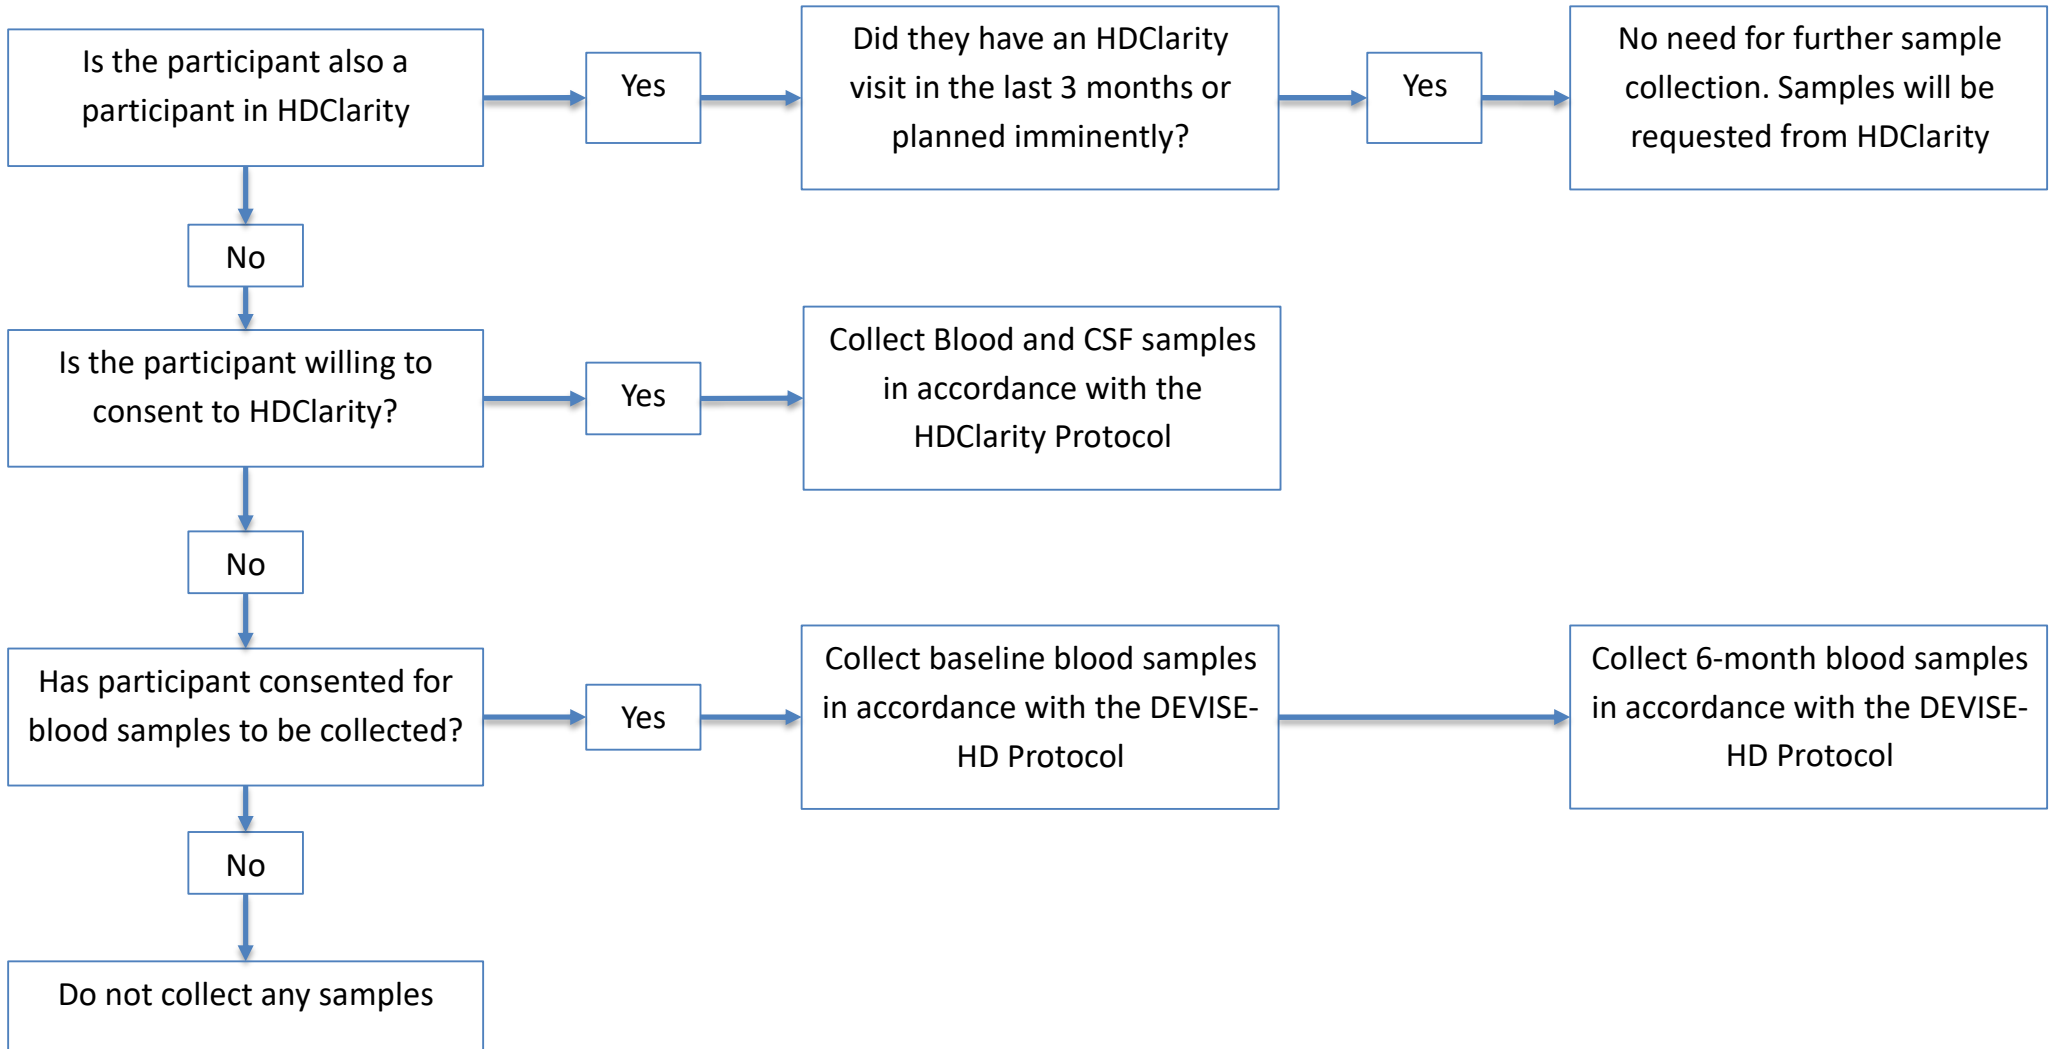 Is the participant also a
participant in HDClarity
Yes
Did they have an HDClarity
visit in the last 3 months or
planned imminently?
Yes
No need for further sample
collection. Samples will be
requested from HDClarity
No
Is the participant willing to
consent to HDClarity?
Yes
Collect Blood and CSF samples
in accordance with the
HDClarity Protocol
No
Has participant consented for
blood samples to be collected?
Yes
Collect baseline blood samples
in accordance with the DEVISE-
HD Protocol
Collect 6-month blood samples
in accordance with the DEVISE-
HD Protocol
No
Do not collect any samples